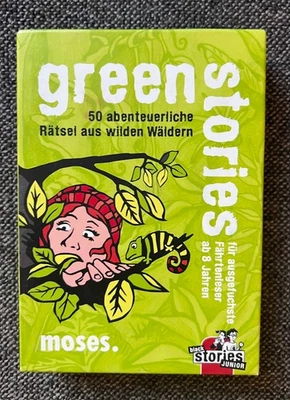 green
stories
50 abenteuerliche
Rätsel aus wilden Wäldern
für ausgefuchste
Fährtenleser
ab 8 Jahren
moses.
black
stories
JUNIOR